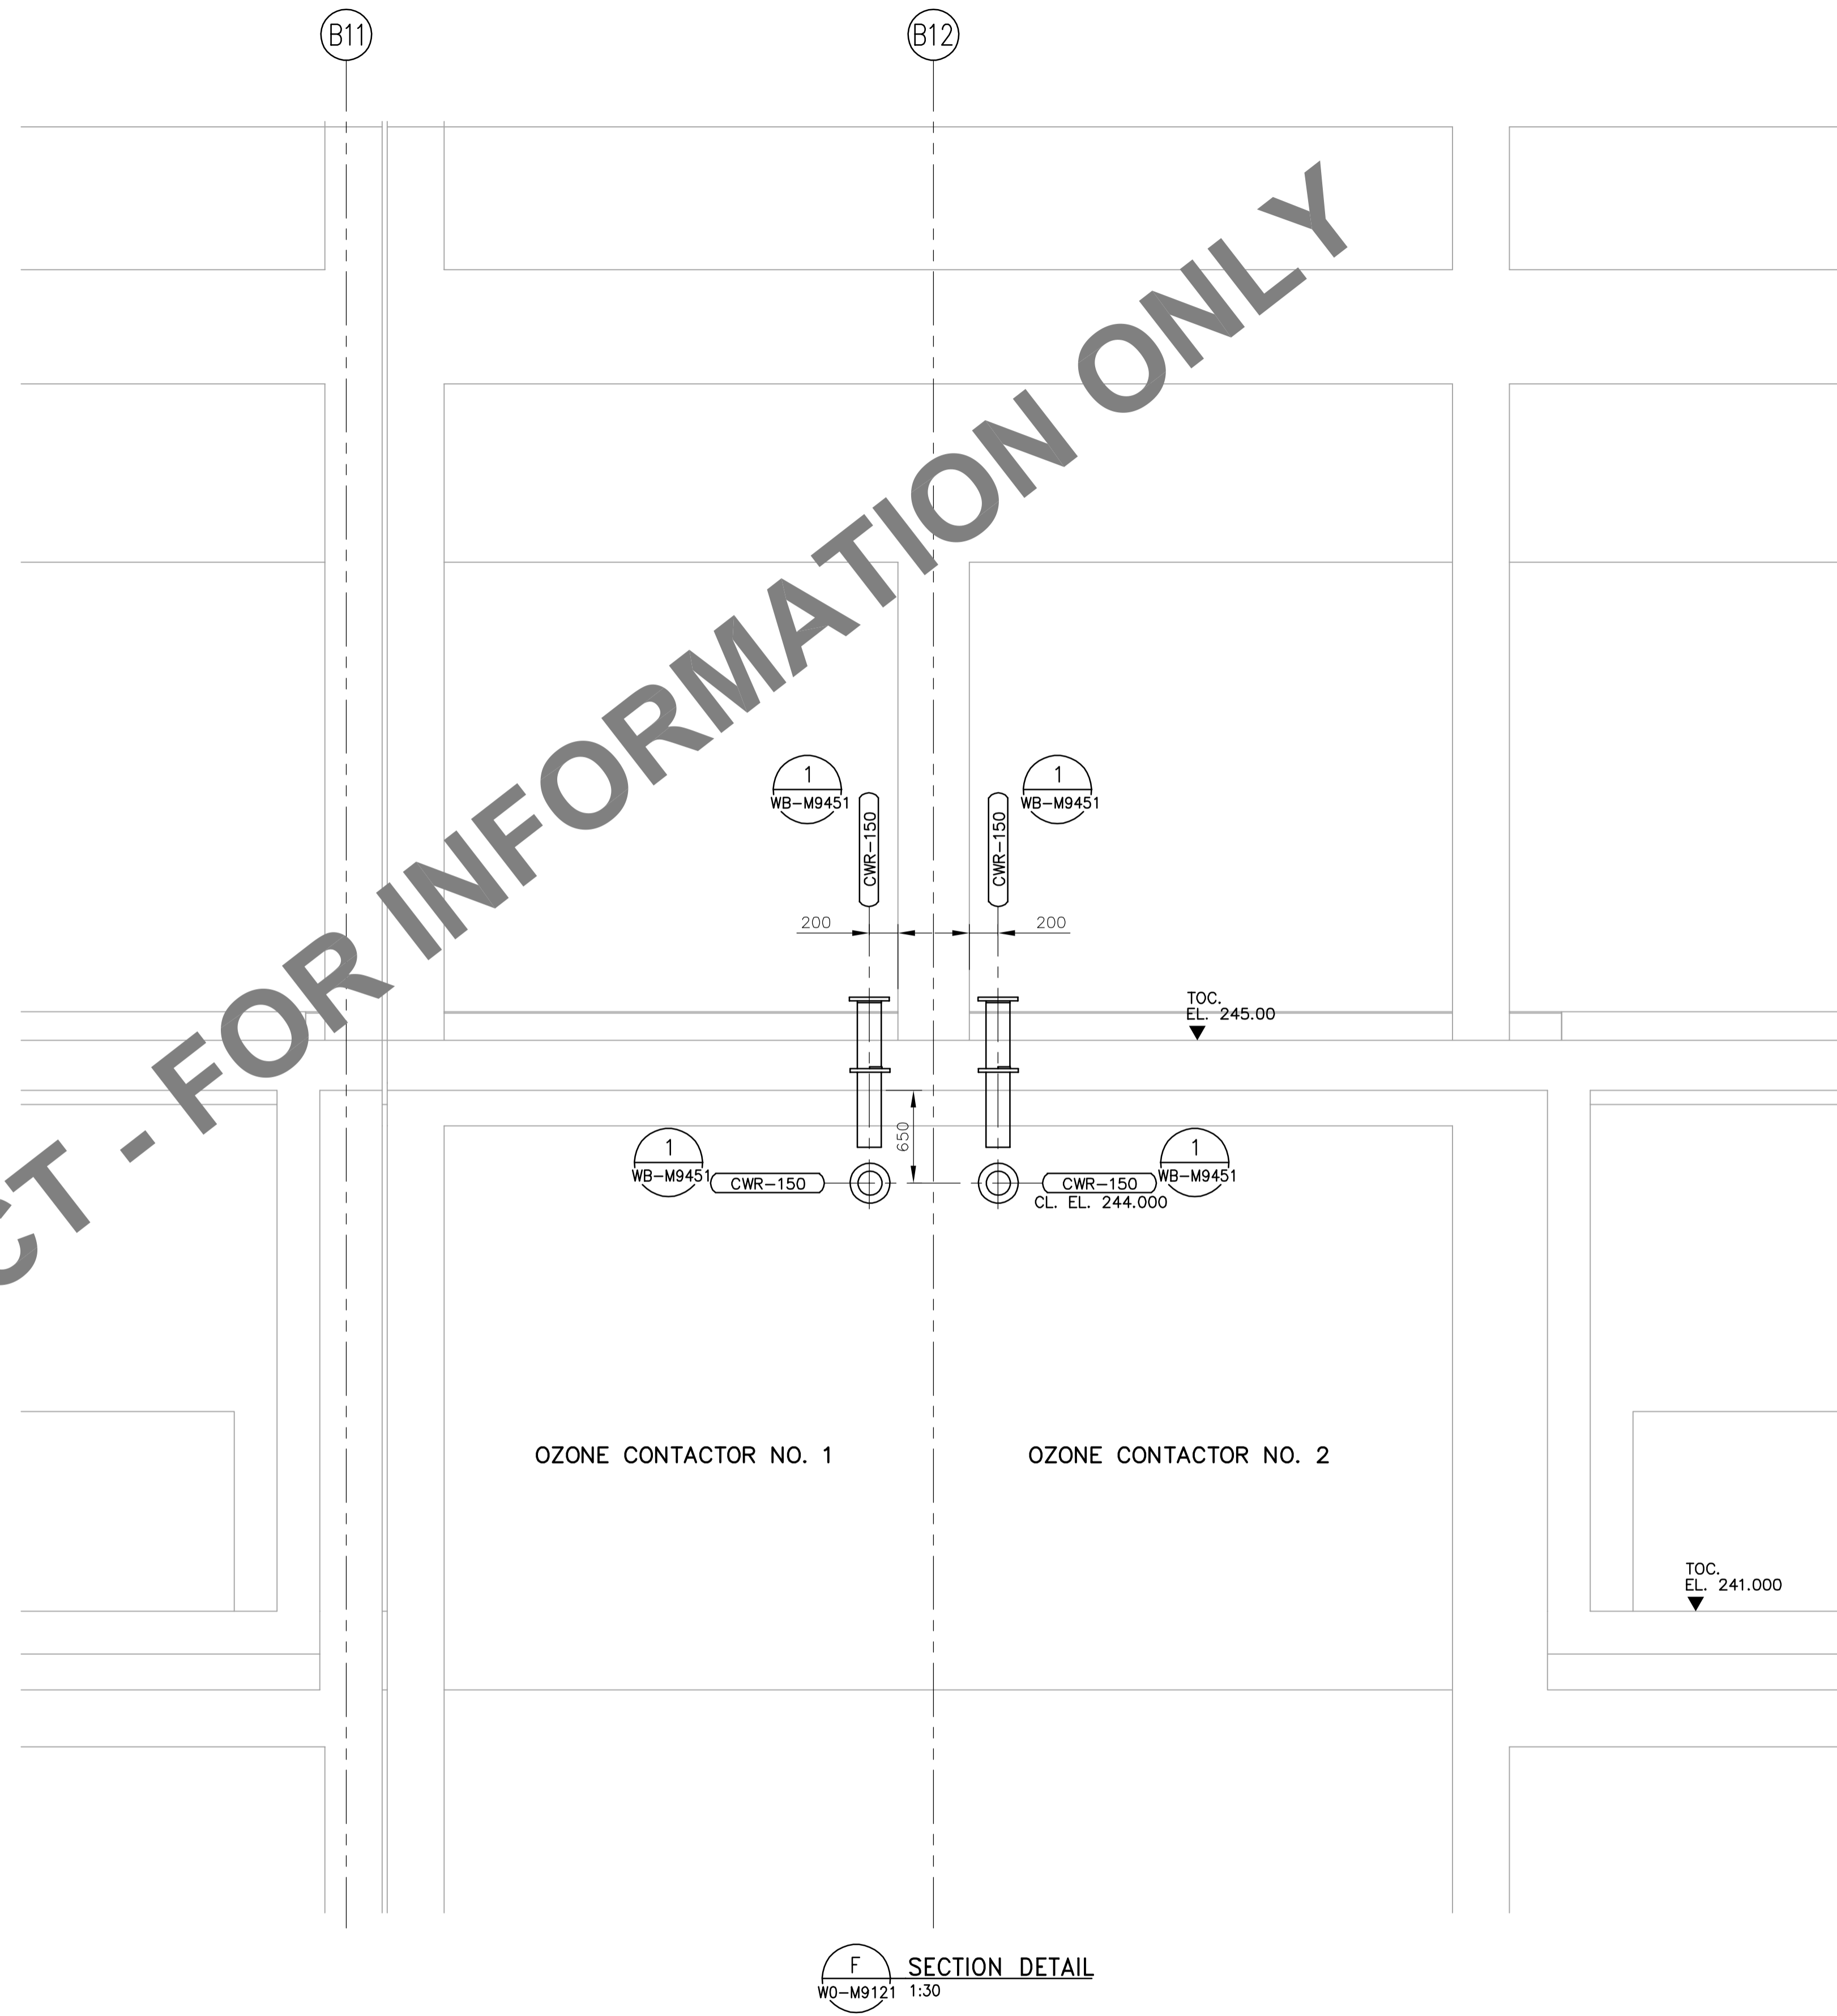 B11
B12
CT - FOR INFORMATION ONLY
1
WB-M9451
CWR-150
CWR-150
1
WB-M9451
200
200
TOC.
EL. 245.00
650
1
WB-M9451
CWR-150
CWR-150
CL. EL. 244.000
1
WB-M9451
OZONE CONTACTOR NO. 1
OZONE CONTACTOR NO. 2
TOC.
EL. 241.000
F
W0-M9121
SECTION DETAIL
1:30